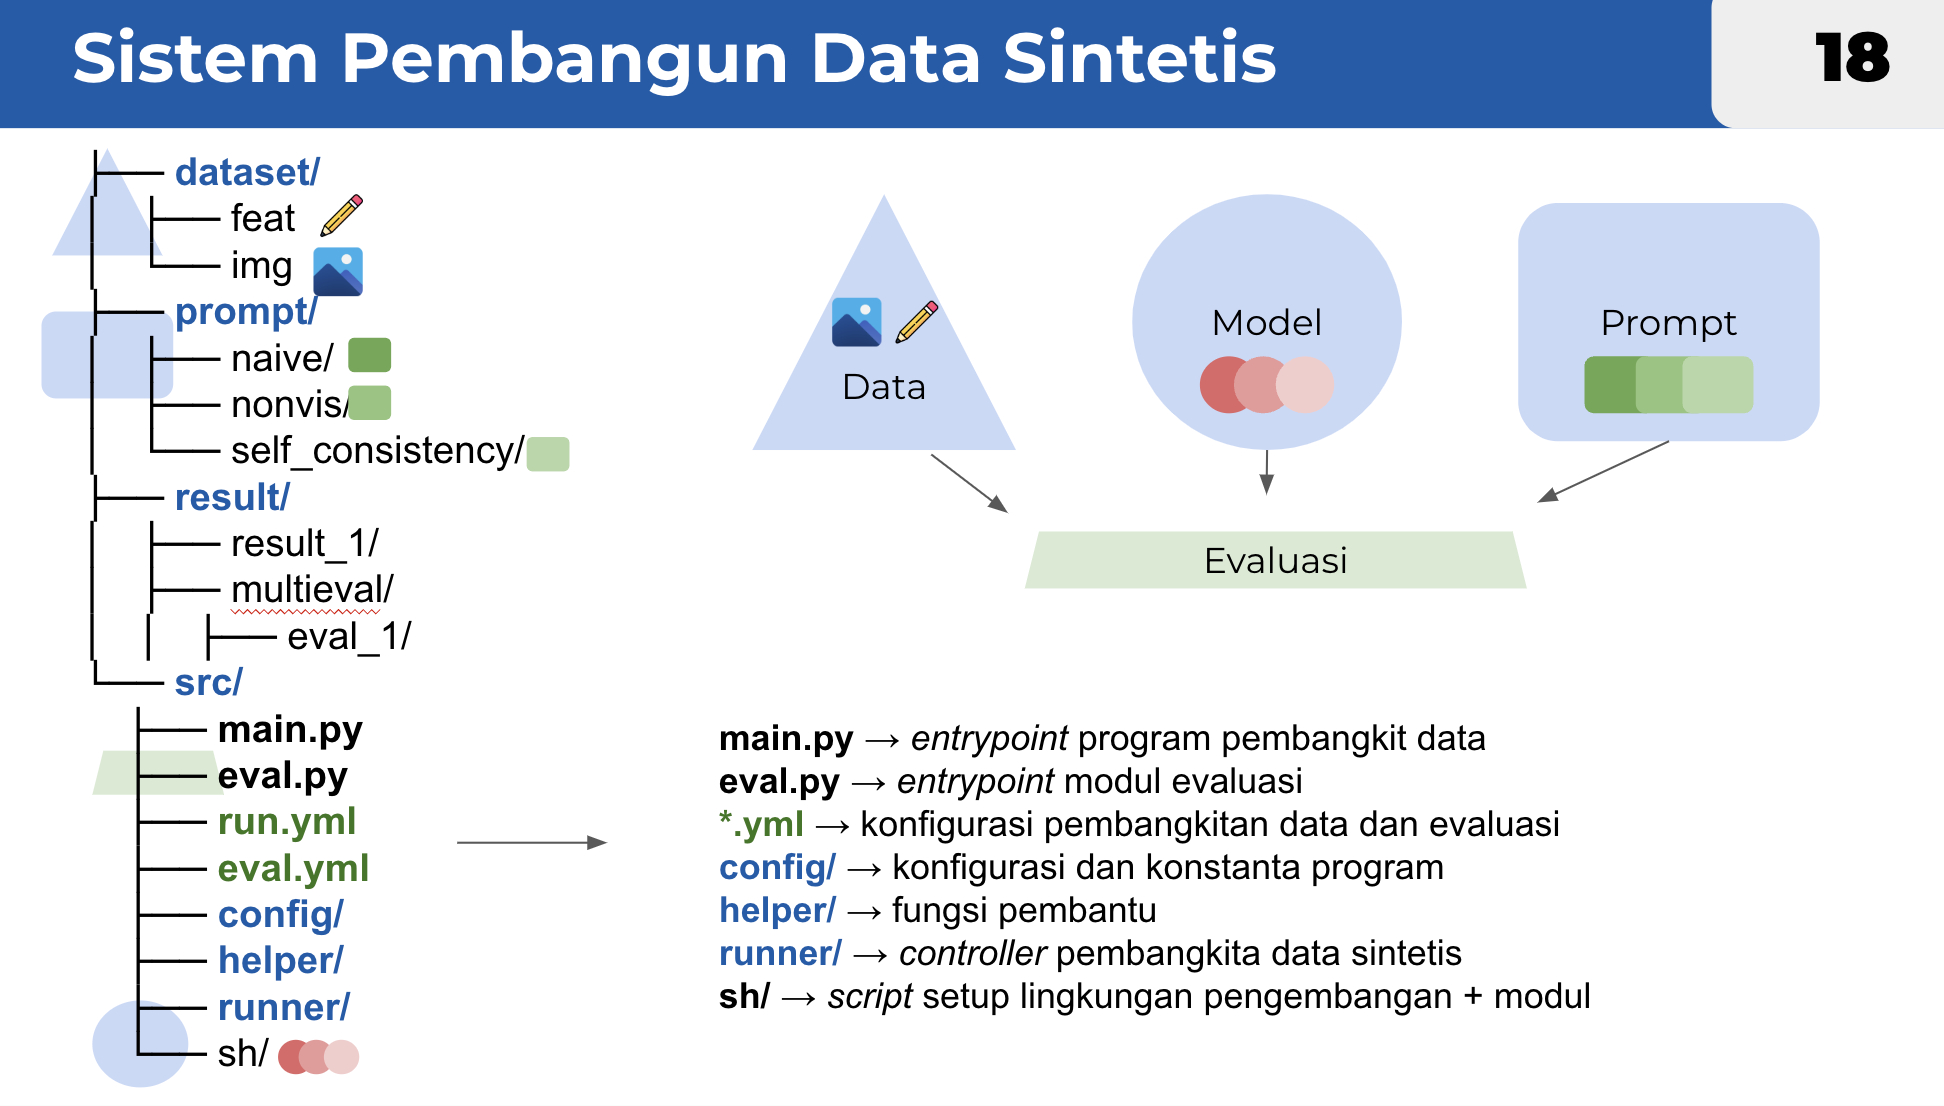 Sistem Pembangun Data Sintetis
18
dataset/
feat
img
prompt/
naive/
nonvis/
self_consistency/
result/
result_1/
multieval/
eval_1/
src/
main.py
eval.py
run.yml
eval.yml
config/
helper/
runner/
sh/
Data
Model
Prompt
Evaluasi
main.py → entrypoint program pembangkit data
eval.py → entrypoint modul evaluasi
*.yml → konfigurasi pembangkitan data dan evaluasi
config/ → konfigurasi dan konstanta program
helper/ → fungsi pembantu
runner/ → controller pembangkita data sintetis
sh/ → script setup lingkungan pengembangan + modul